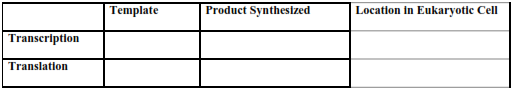 Template Product Synthesized Location in Eukaryotic Cell
Transcription
Translation